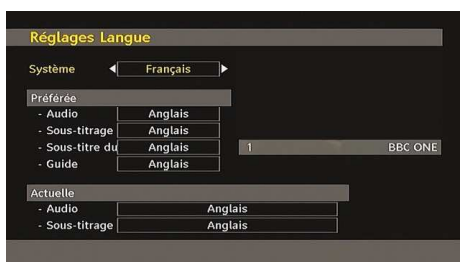 Réglages Langue
Système Français
Préférée
- Audio Anglais
- Sous-titrage Anglais
- Sous-titre du Anglais
- Guide Anglais
1 BBC ONE
Actuelle
- Audio Anglais
- Sous-titrage Anglais